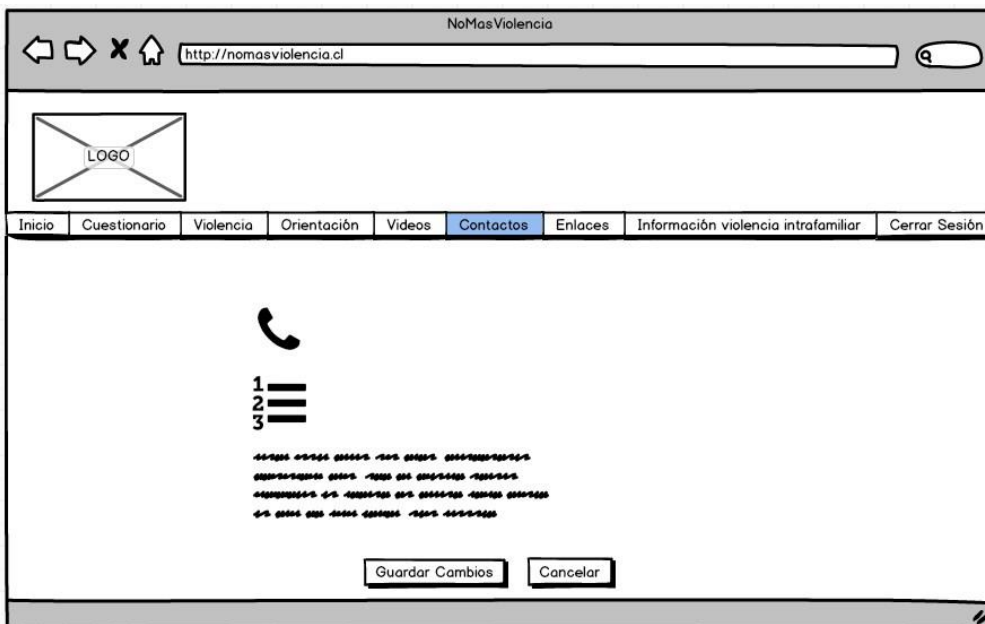 NoMasViolencia
http://nomasviolencia.cl
LOGO
Inicio Cuestionario Violencia Orientación Videos Contactos Enlaces Información violencia intrafamiliar Cerrar Sesión
1
2
3
Guardar Cambios Cancelar